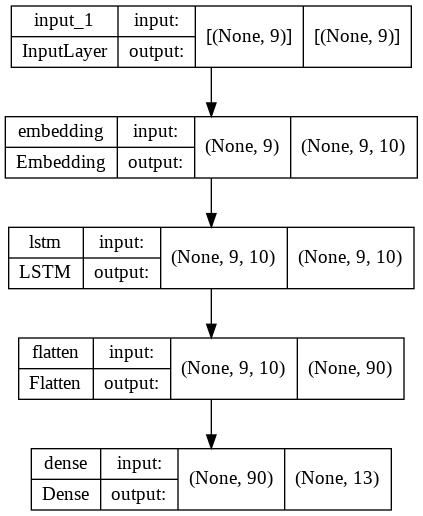 input_1 input: [(None, 9)] [(None, 9)]
InputLayer output:
embedding input: (None, 9) (None, 9, 10)
Embedding output:
lstm input: (None, 9, 10) (None, 9, 10)
LSTM output:
flatten input: (None, 9, 10) (None, 90)
Flatten output:
dense input: (None, 90) (None, 13)
Dense output: